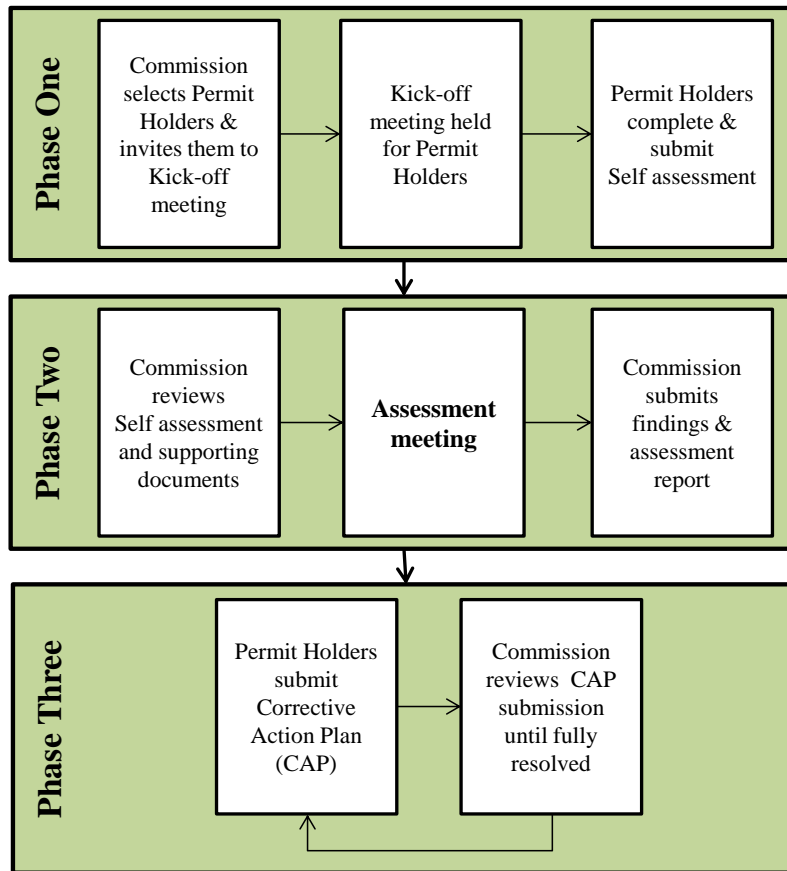 Phase One
Commission
selects Permit
Holders &
invites them to
Kick-off
meeting
Kick-off
meeting held
for Permit
Holders
Permit Holders
complete &
submit
Self assessment
Phase Two
Commission
reviews
Self assessment
and supporting
documents
Assessment
meeting
Commission
submits
findings &
assessment
report
Phase Three
Permit Holders
submit
Corrective
Action Plan
(CAP)
Commission
reviews CAP
submission
until fully
resolved